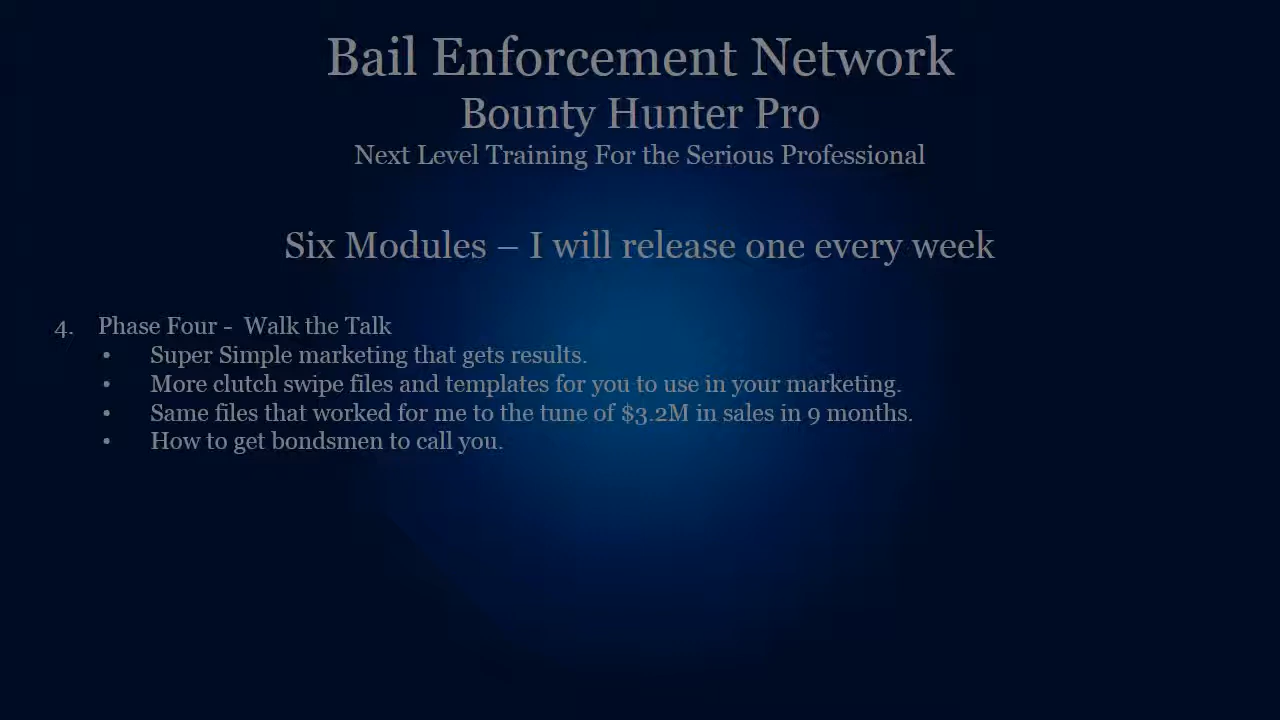 Bail Enforcement Network
Bounty Hunter Pro
Next Level Training For the Serious Professional
Six Modules – I will release one every week
4. Phase Four - Walk the Talk
• Super Simple marketing that gets results.
• More clutch swipe files and templates for you to use in your marketing.
• Same files that worked for me to the tune of $3.2M in sales in 9 months.
• How to get bondsmen to call you.